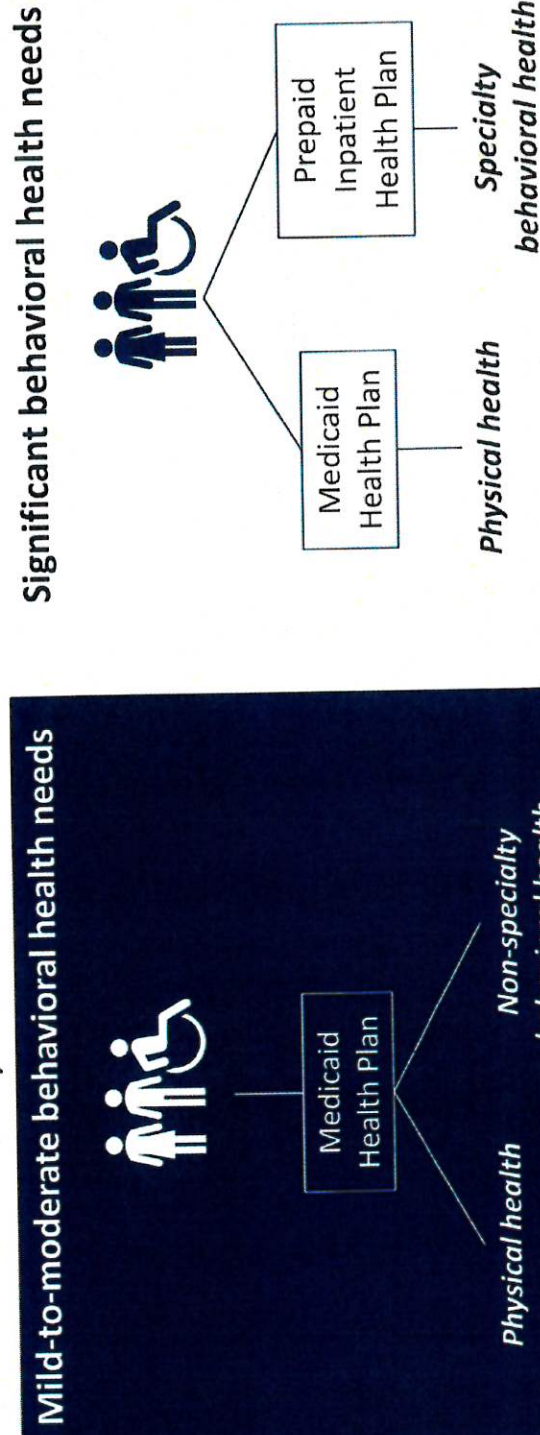 Mild-to-moderate behavioral health needs
Medicaid
Health Plan
Physical health
Non-specialty
Significant behavioral health needs
Medicaid
Health Plan
Prepaid
Inpatient
Health Plan
Physical health
Specialty
behavioral health